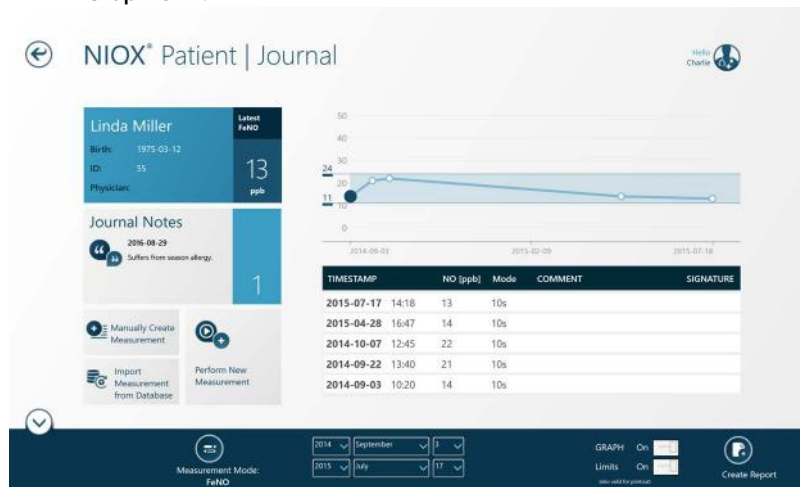 NIOX® Patient | Journal
Hello
Charlie
Linda Miller
Birth: 1975-03-12
ID: 55
Physician:
Latest
FeNO
13
ppb
Journal Notes
2016-08-29
Suffers from season allergy.
1
Manually Create
Measurement
Import
Measurement
from Database
Perform New
Measurement
50
40
30
24
20
11
10
0
2014-09-03 2015-02-09 2015-07-18
TIMESTAMP NO [ppb] Mode COMMENT SIGNATURE
2015-07-17 14:18 13 10s
2015-04-28 16:47 14 10s
2014-10-07 12:45 22 10s
2014-09-22 13:40 21 10s
2014-09-03 10:20 14 10s
Measurement Mode:
FeNO
2014 September 3
2015 July 17
GRAPH On
Limits On
(also valid for printout)
Create Report